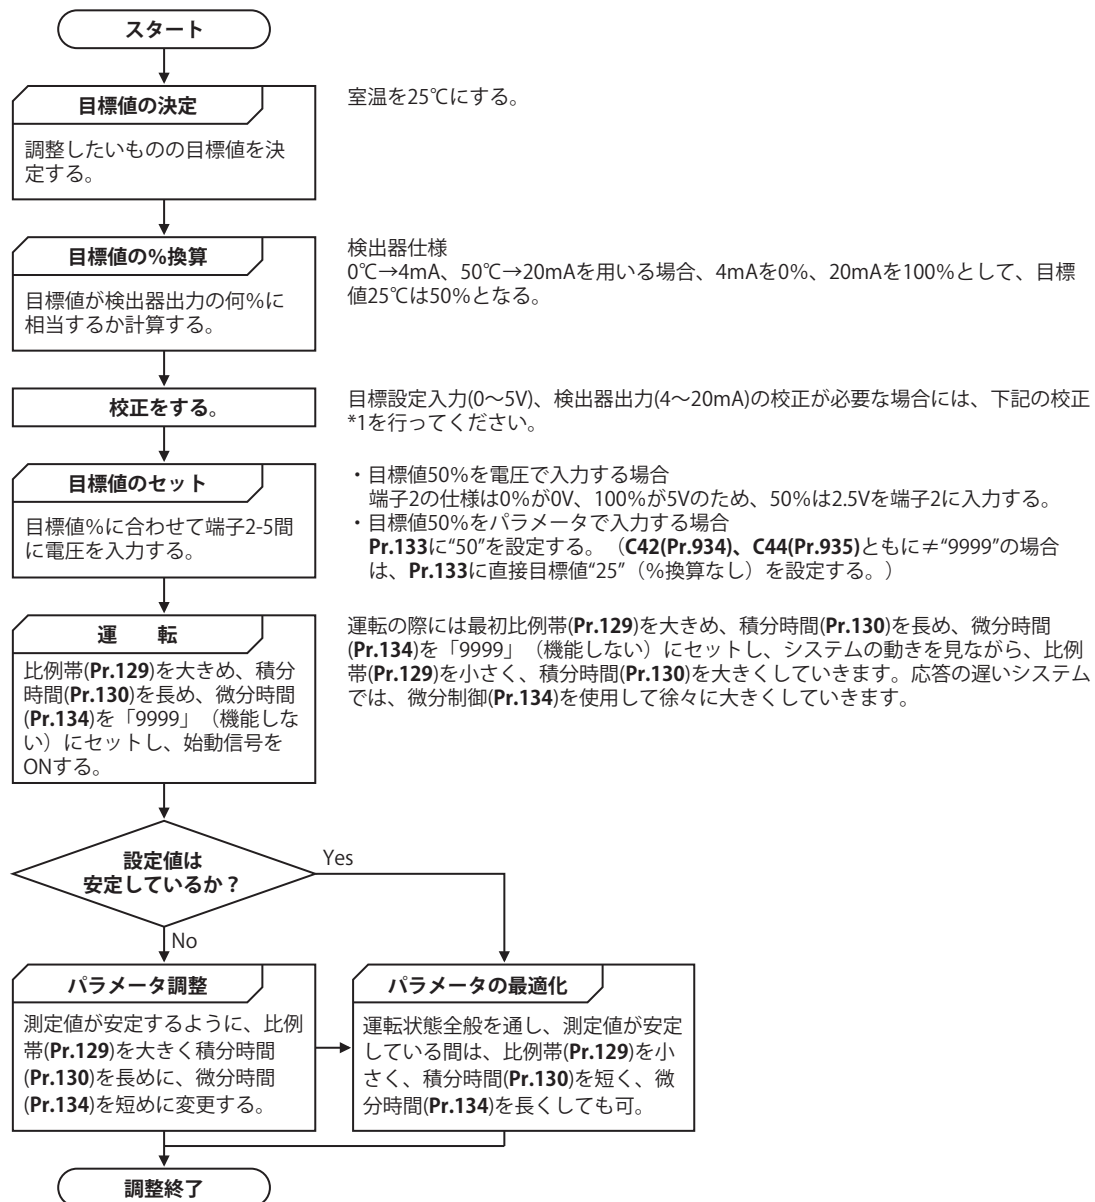 スタート
目標値の決定
調整したいものの目標値を決
定する。
室温を25℃にする。
目標値の%換算
目標値が検出器出力の何%に
相当するか計算する。
検出器仕様
0℃→4mA、50℃→20mAを用いる場合、4mAを0%、20mAを100%として、目標
値25℃は50%となる。
校正をする。
目標設定入力(0～5V)、検出器出力(4～20mA)の校正が必要な場合には、下記の校正
*1を行ってください。
目標値のセット
目標値%に合わせて端子2-5間
に電圧を入力する。
・目標値50%を電圧で入力する場合
端子2の仕様は0%が0V、100%が5Vのため、50%は2.5Vを端子2に入力する。
・目標値50%をパラメータで入力する場合
Pr.133に“50”を設定する。（C42(Pr.934)、C44(Pr.935)ともに≠“9999”の場合
は、Pr.133に直接目標値“25”（%換算なし）を設定する。）
運　転
比例帯(Pr.129)を大きめ、積分
時間(Pr.130)を長め、微分時間
(Pr.134)を「9999」（機能しな
い）にセットし、始動信号を
ONする。
運転の際には最初比例帯(Pr.129)を大きめ、積分時間(Pr.130)を長め、微分時間
(Pr.134)を「9999」（機能しない）にセットし、システムの動きを見ながら、比例
帯(Pr.129)を小さく、積分時間(Pr.130)を大きくしていきます。応答の遅いシステム
では、微分制御(Pr.134)を使用して徐々に大きくしていきます。
設定値は
安定しているか？
Yes
No
パラメータ調整
測定値が安定するように、比例
帯(Pr.129)を大きく積分時間
(Pr.130)を長めに、微分時間
(Pr.134)を短めに変更する。
パラメータの最適化
運転状態全般を通し、測定値が安定
している間は、比例帯(Pr.129)を小
さく、積分時間(Pr.130)を短く、微
分時間(Pr.134)を長くしても可。
調整終了